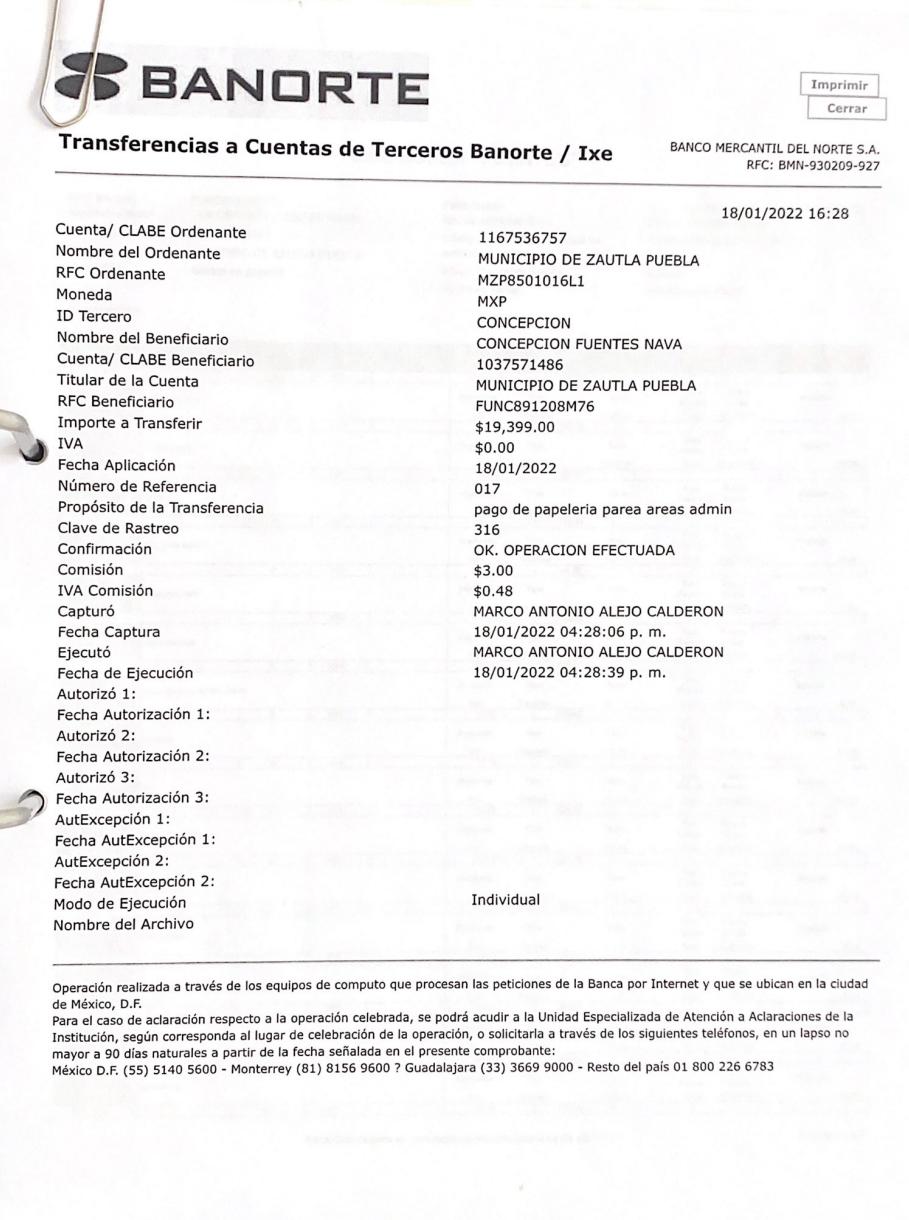 BANORTE
Imprimir
Cerrar
Transferencias a Cuentas de Terceros Banorte / Ixe
BANCO MERCANTIL DEL NORTE S.A.
RFC: BMN-930209-927
18/01/2022 16:28
Cuenta/ CLABE Ordenante 1167536757
Nombre del Ordenante MUNICIPIO DE ZAUTLA PUEBLA
RFC Ordenante MZP8501016L1
Moneda MXP
ID Tercero CONCEPCION
Nombre del Beneficiario CONCEPCION FUENTES NAVA
Cuenta/ CLABE Beneficiario 1037571486
Titular de la Cuenta MUNICIPIO DE ZAUTLA PUEBLA
RFC Beneficiario FUNC891208M76
Importe a Transferir $19,399.00
IVA $0.00
Fecha Aplicación 18/01/2022
Número de Referencia 017
Propósito de la Transferencia pago de papeleria parea areas admin
Clave de Rastreo 316
Confirmación OK. OPERACION EFECTUADA
Comisión $3.00
IVA Comisión $0.48
Capturó MARCO ANTONIO ALEJO CALDERON
Fecha Captura 18/01/2022 04:28:06 p. m.
Ejecutó MARCO ANTONIO ALEJO CALDERON
Fecha de Ejecución 18/01/2022 04:28:39 p. m.
Autorizó 1:
Fecha Autorización 1:
Autorizó 2:
Fecha Autorización 2:
Autorizó 3:
Fecha Autorización 3:
AutExcepción 1:
Fecha AutExcepción 1:
AutExcepción 2:
Fecha AutExcepción 2:
Modo de Ejecución Individual
Nombre del Archivo
Operación realizada a través de los equipos de computo que procesan las peticiones de la Banca por Internet y que se ubican en la ciudad
de México, D.F.
Para el caso de aclaración respecto a la operación celebrada, se podrá acudir a la Unidad Especializada de Atención a Aclaraciones de la
Institución, según corresponda al lugar de celebración de la operación, o solicitarla a través de los siguientes teléfonos, en un lapso no
mayor a 90 días naturales a partir de la fecha señalada en el presente comprobante:
México D.F. (55) 5140 5600 - Monterrey (81) 8156 9600 ? Guadalajara (33) 3669 9000 - Resto del país 01 800 226 6783